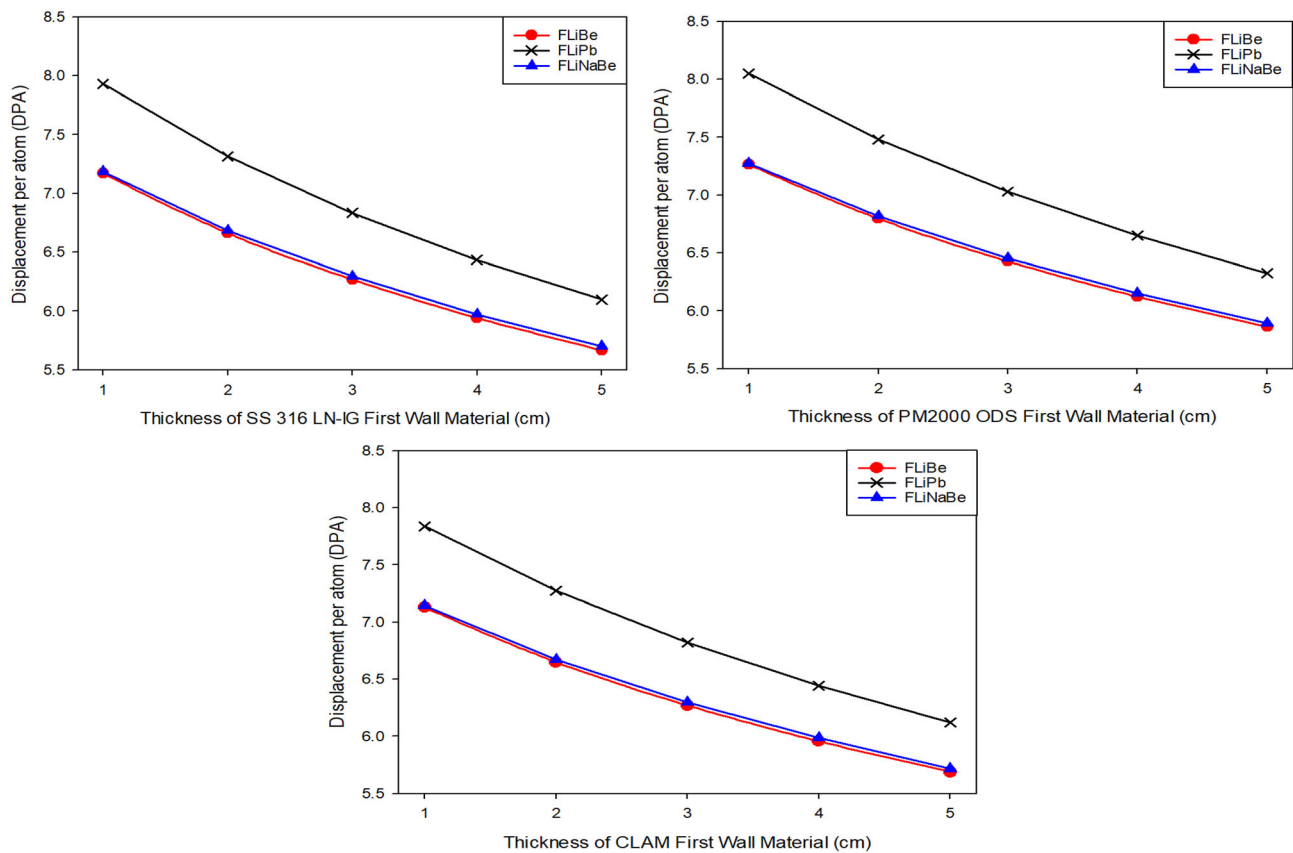 Displacement per atom (DPA)
8.5
8.0
7.5
7.0
6.5
6.0
5.5
FLiBe
FLiPb
FLiNaBe
1 2 3 4 5
Thickness of SS 316 LN-IG First Wall Material (cm)
Displacement per atom (DPA)
8.5
8.0
7.5
7.0
6.5
6.0
5.5
FLiBe
FLiPb
FLiNaBe
1 2 3 4 5
Thickness of PM2000 ODS First Wall Material (cm)
Displacement per atom (DPA)
8.5
8.0
7.5
7.0
6.5
6.0
5.5
FLiBe
FLiPb
FLiNaBe
1 2 3 4 5
Thickness of CLAM First Wall Material (cm)